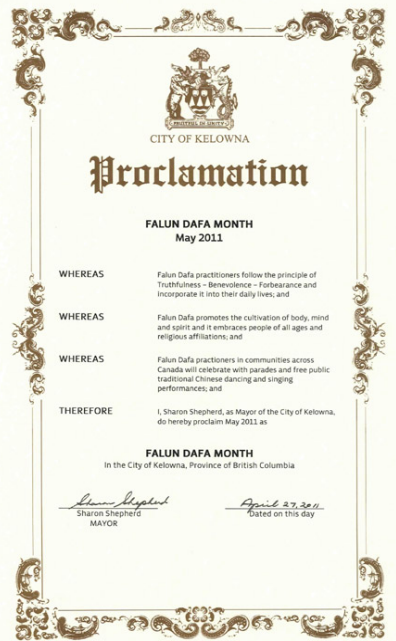 FRUITFUL IN UNITY
CITY OF KELOWNA
Proclamation
FALUN DAFA MONTH
May 2011
WHEREAS
Falun Dafa practitioners follow the principle of
Truthfulness – Benevolence – Forbearance and
Incorporate it into their daily lives; and
WHEREAS
Falun Dafa promotes the cultivation of body, mind
and spirit and it embraces people of all ages and
religious affiliations; and
WHEREAS
Falun Dafa practioners in communities across
Canada will celebrate with parades and free public
traditional Chinese dancing and singing
performances; and
THEREFORE
I, Sharon Shepherd, as Mayor of the City of Kelowna,
do hereby proclaim May 2011 as
FALUN DAFA MONTH
In the City of Kelowna, Province of British Columbia
Sharon Shepherd
April 27, 2011
Sharon Shepherd
Dated on this day
MAYOR